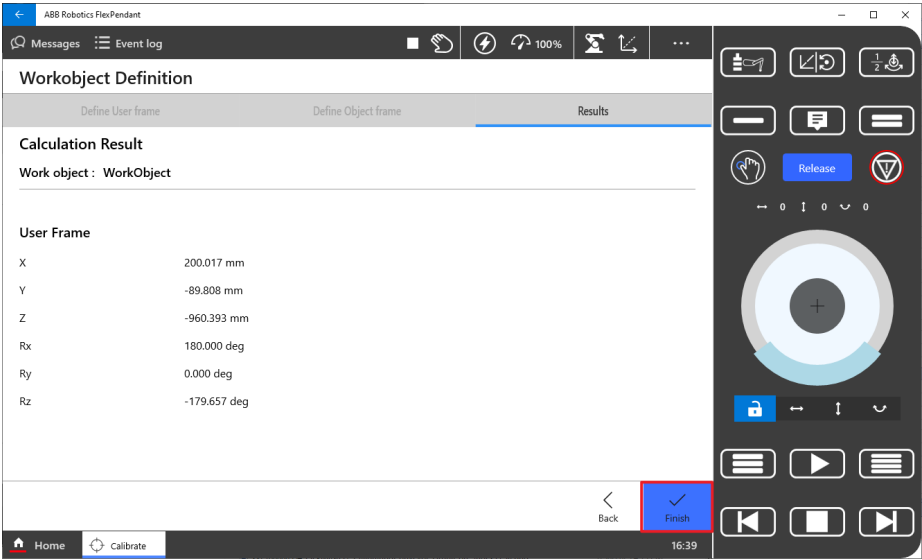 ABB Robotics FlexPendant
Messages Event log 100% ...
Workobject Definition
Define User frame Define Object frame Results
Calculation Result
Work object : WorkObject
User Frame
X 200.017 mm
Y -89.808 mm
Z -960.393 mm
Rx 180.000 deg
Ry 0.000 deg
Rz -179.657 deg
Back Finish
Home Calibrate 16:39
1/2
Release
0 0 0